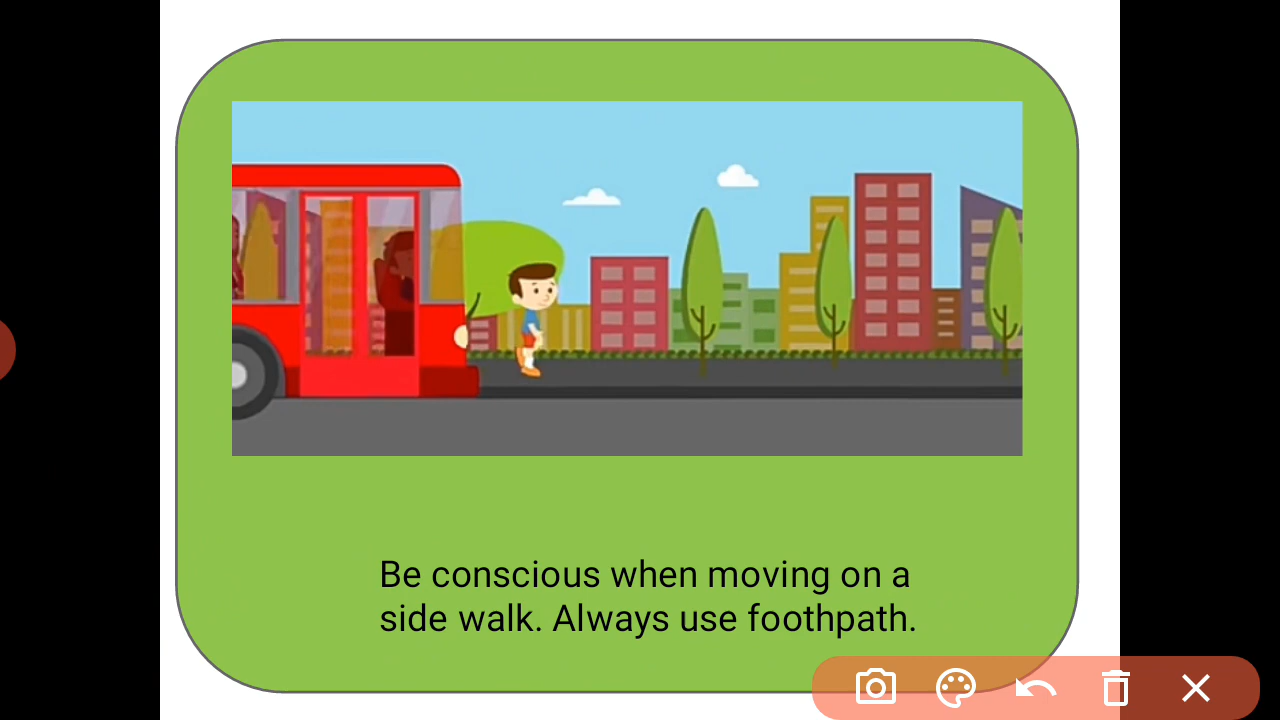 Be conscious when moving on a
side walk. Always use foothpath.